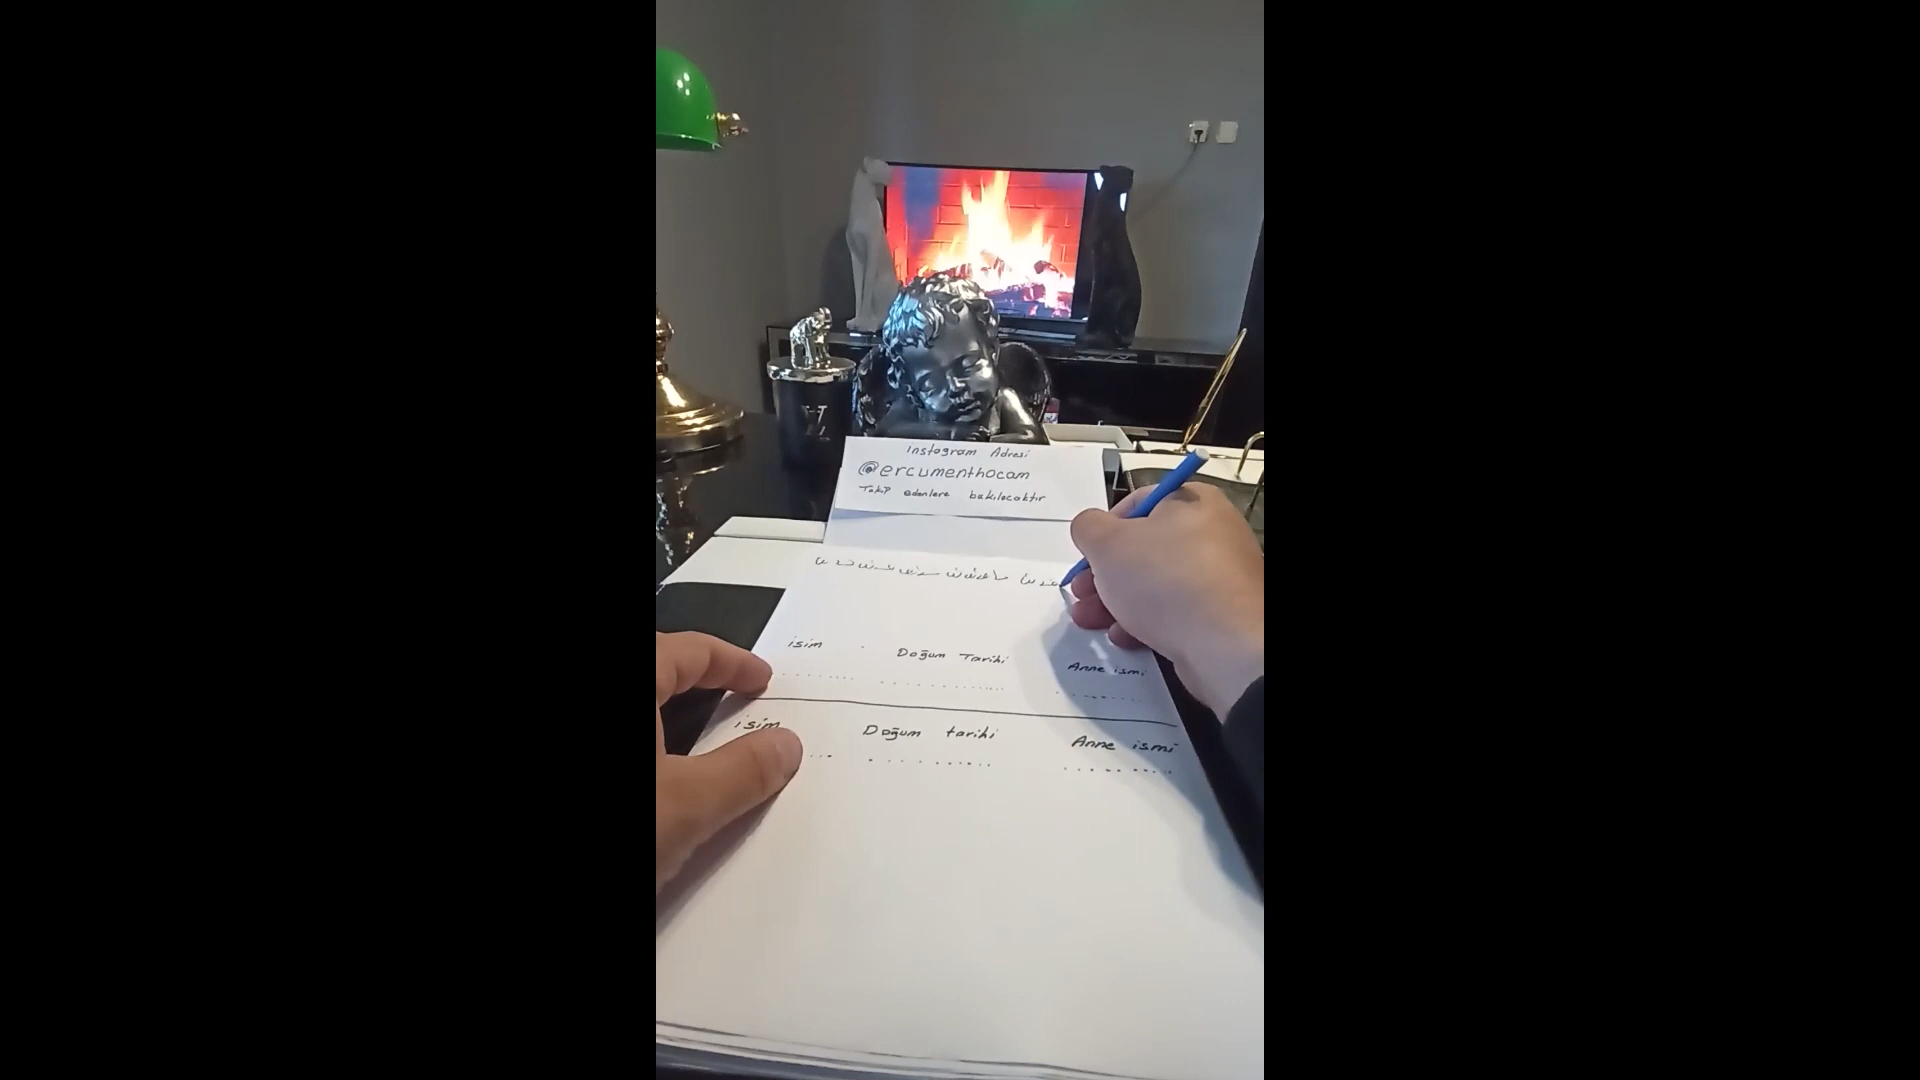 instagram Adresi
@ercumenthocam
Takip edenlere bakılacaktır
isim Doğum Tarihi Anne ismi
isim Doğum tarihi Anne ismi